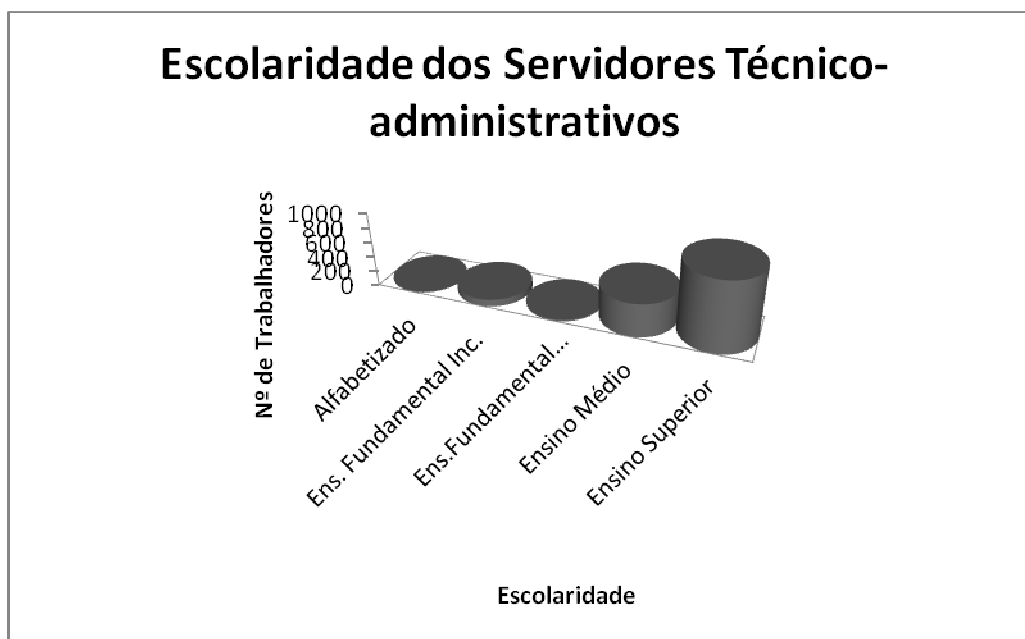 Escolaridade dos Servidores Técnico-
administrativos
Nº de Trabalhadores
1000
800
600
400
200
0
Alfabetizado
Ens. Fundamental Inc.
Ens.Fundamental...
Ensino Médio
Ensino Superior
Escolaridade